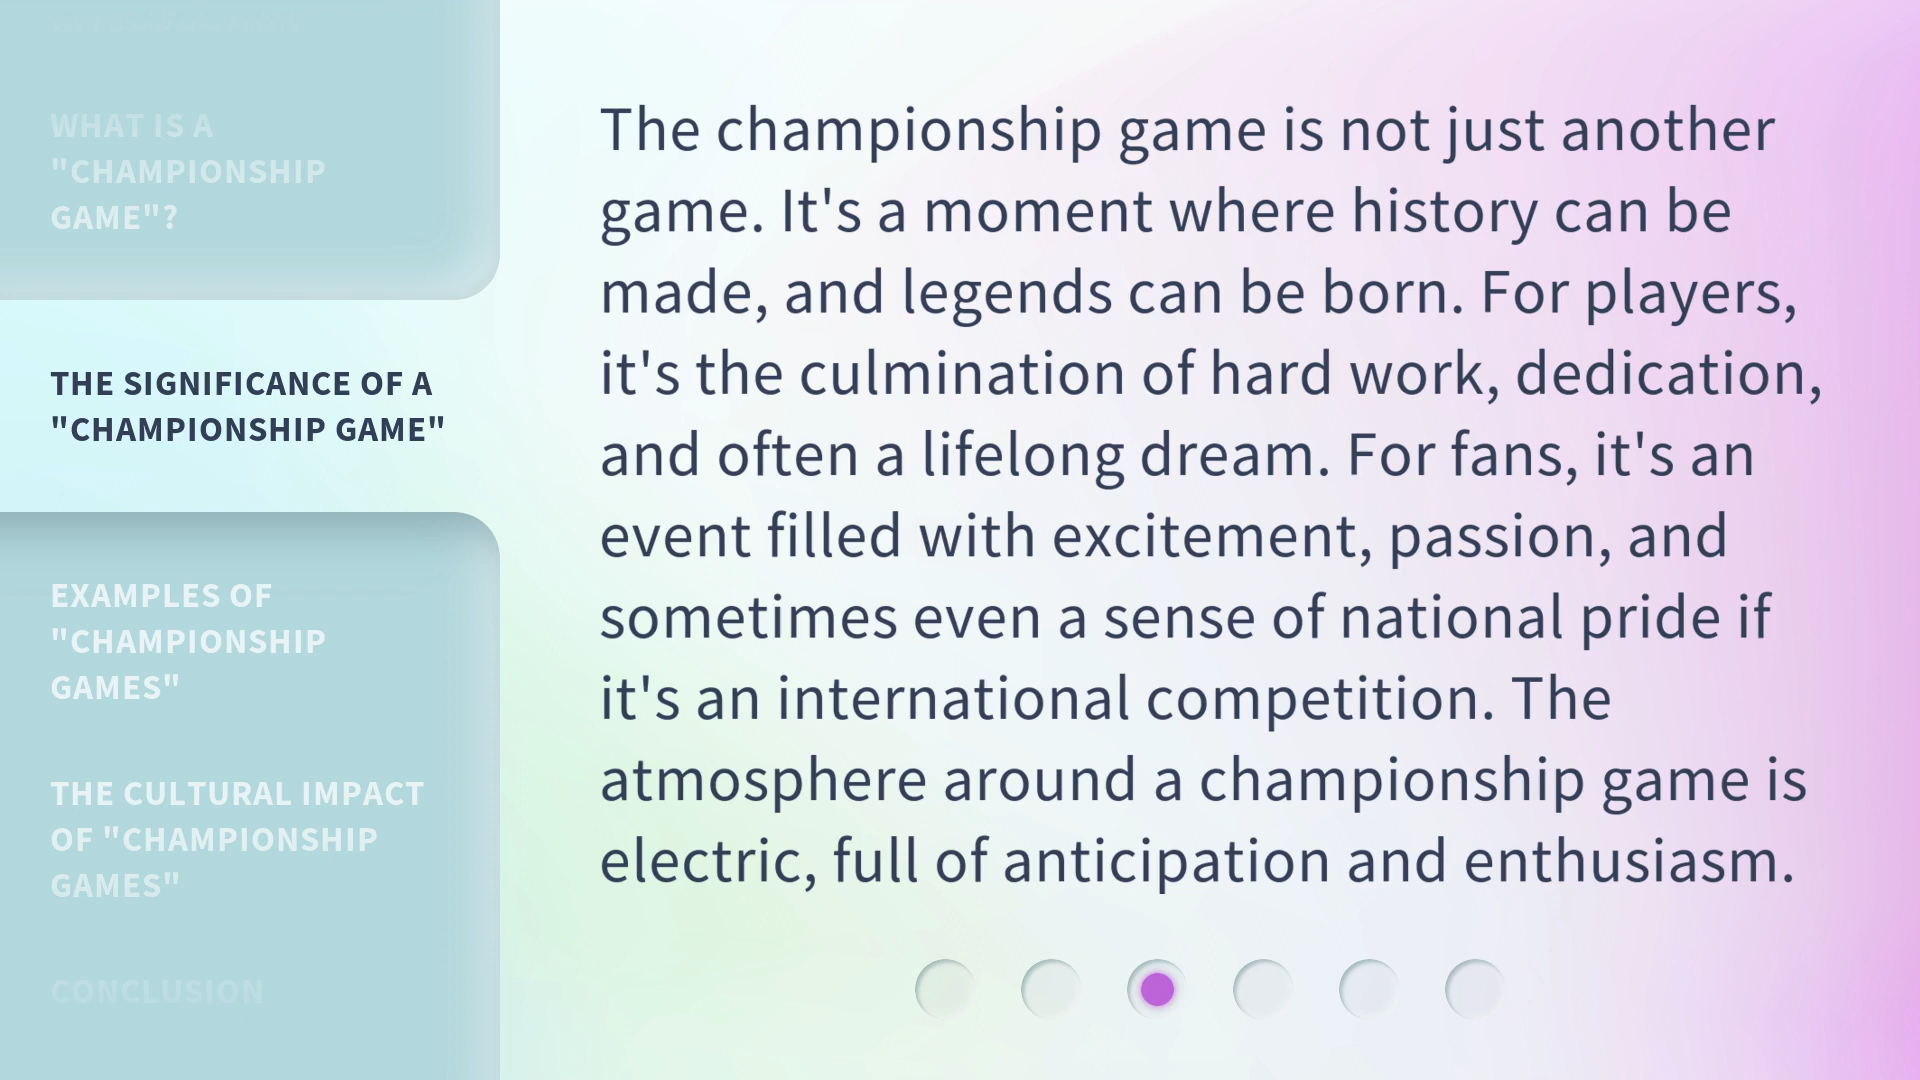 WHAT IS A
"CHAMPIONSHIP
GAME"?
THE SIGNIFICANCE OF A
"CHAMPIONSHIP GAME"
EXAMPLES OF
"CHAMPIONSHIP
GAMES"
THE CULTURAL IMPACT
OF "CHAMPIONSHIP
GAMES"
CONCLUSION
The championship game is not just another
game. It's a moment where history can be
made, and legends can be born. For players,
it's the culmination of hard work, dedication,
and often a lifelong dream. For fans, it's an
event filled with excitement, passion, and
sometimes even a sense of national pride if
it's an international competition. The
atmosphere around a championship game is
electric, full of anticipation and enthusiasm.